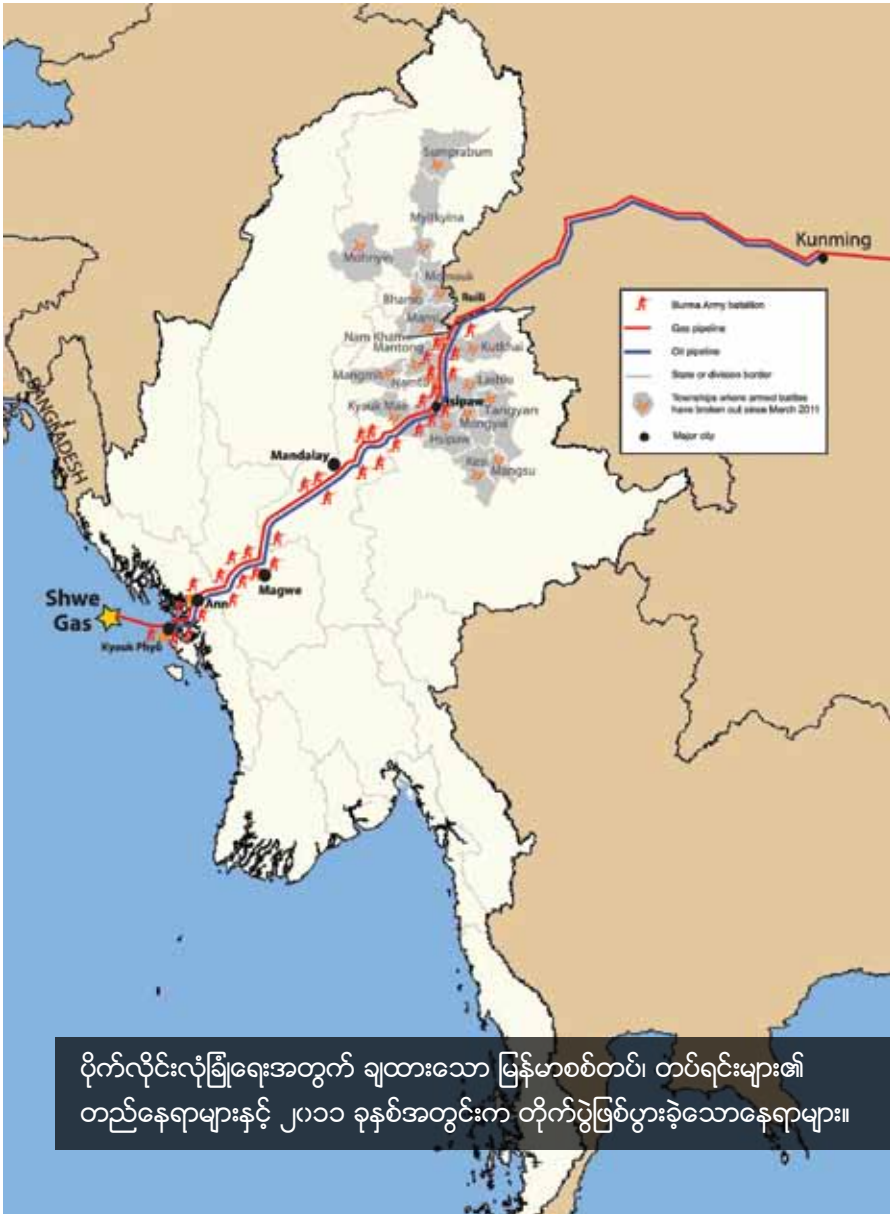 Sumprabum
Myitkyina
Kunming
Mohnyin
Momauk
Ruili
Bhamo
Mansi
Burma Army battalion
Gas pipeline
Oil pipeline
State or division border
Townships where armed battles
have broken out since March 2011
Major city
Nam Kham
Mantong
Kutkhai
Namtu
Lashio
Kyauk Mae
Hsipaw
Tangyan
Mongyai
Hsipaw
Mandalay
Kesi
Mangsu
BANGLADESH
Magwe
Ann
Shwe
Gas
Kyauk Phyu
ပိုက်လိုင်းလုံခြုံရေးအတွက် ချထားသော မြန်မာစစ်တပ်၊ တပ်ရင်းများ၏
တည်နေရာများနှင့် ၂၀၁၁ ခုနှစ်အတွင်းက တိုက်ပွဲဖြစ်ပွားခဲ့သောနေရာများ။